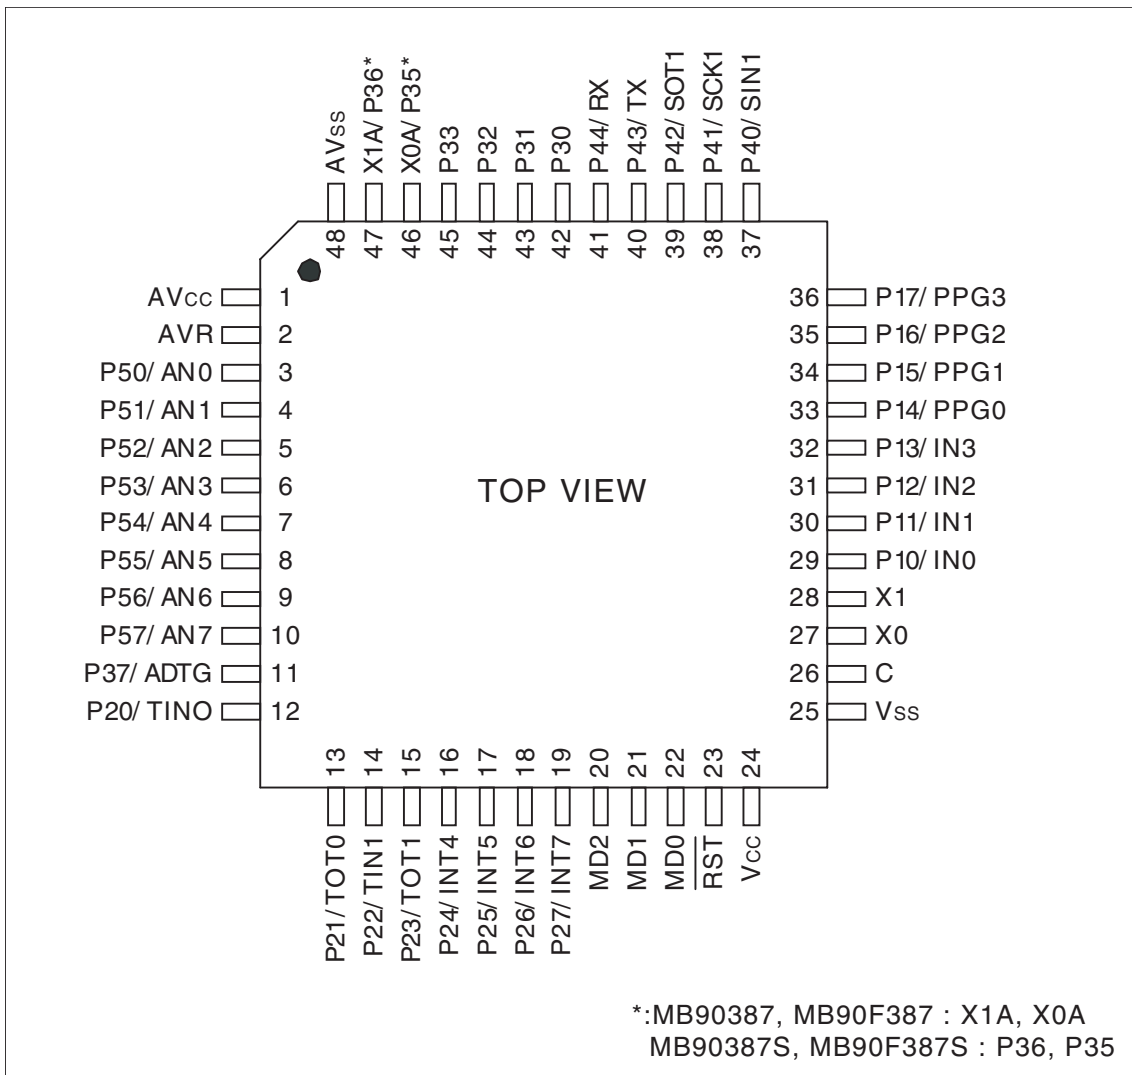 AVss
X1A/ P36*
X0A/ P35*
P33
P32
P31
P30
P44/ RX
P43/ TX
P42/ SOT1
P41/ SCK1
P40/ SIN1
48
47
46
45
44
43
42
41
40
39
38
37
AVcc 1
AVR 2
P50/ AN0 3
P51/ AN1 4
P52/ AN2 5
P53/ AN3 6
P54/ AN4 7
P55/ AN5 8
P56/ AN6 9
P57/ AN7 10
P37/ ADTG 11
P20/ TINO 12
TOP VIEW
36 P17/ PPG3
35 P16/ PPG2
34 P15/ PPG1
33 P14/ PPG0
32 P13/ IN3
31 P12/ IN2
30 P11/ IN1
29 P10/ IN0
28 X1
27 X0
26 C
25 Vss
13
14
15
16
17
18
19
20
21
22
23
24
P21/ TOT0
P22/ TIN1
P23/ TOT1
P24/ INT4
P25/ INT5
P26/ INT6
P27/ INT7
MD2
MD1
MD0
RST
Vcc
*:MB90387, MB90F387 : X1A, X0A
MB90387S, MB90F387S : P36, P35